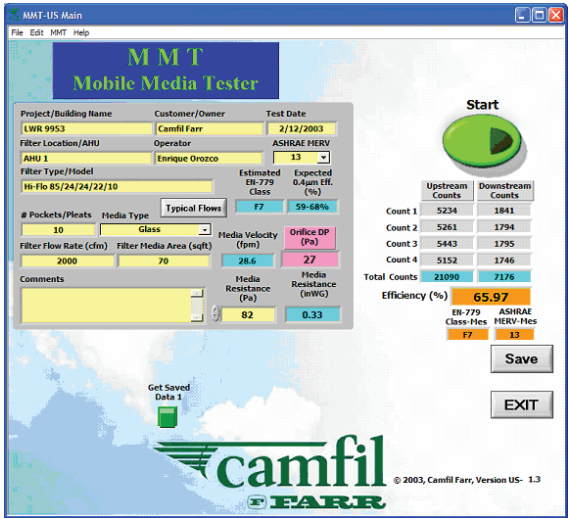 MMT-US Main
File Edit MMT Help
M M T
Mobile Media Tester
Project/Building Name Customer/Owner Test Date
LWR 9953 Camfil Farr 2/12/2003
Filter Location/AHU Operator ASHRAE MERV
AHU 1 Enrique Orozco 13
Filter Type/Model
Hi-Flo 85/24/24/22/10
Estimated EN-779 Class
F7
Expected 0.4µm Eff. (%)
59-68%
# Pockets/Pleats Media Type Typical Flows
10 Glass
Filter Flow Rate (cfm) Filter Media Area (sqft) Media Velocity (fpm) Orifice DP (Pa)
2000 70 28.6 27
Comments
Media Resistance (Pa)
82
Media Resistance (inWG)
0.33
Start
Upstream Counts Downstream Counts
Count 1 5234 1841
Count 2 5261 1794
Count 3 5443 1795
Count 4 5152 1746
Total Counts 21090 7176
Efficiency (%) 65.97
EN-779 Class-Mes ASHRAE MERV-Mes
F7 13
Save
EXIT
Get Saved
Data 1
camfil
FARR
© 2003, Camfil Farr, Version US- 1.3